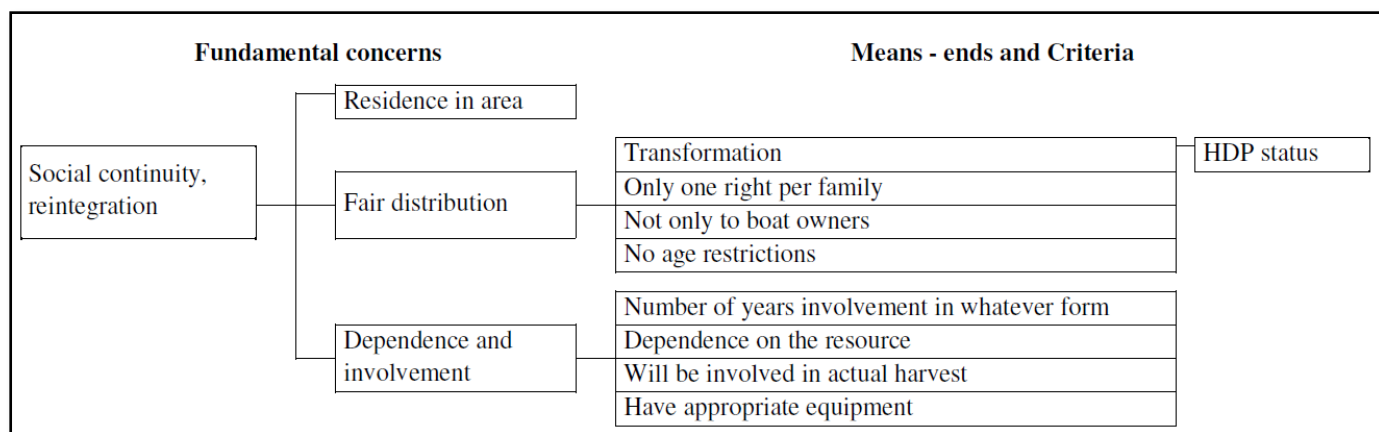 Fundamental concerns
Means - ends and Criteria
Residence in area
Social continuity,
reintegration
Fair distribution
Transformation
HDP status
Only one right per family
Not only to boat owners
No age restrictions
Dependence and
involvement
Number of years involvement in whatever form
Dependence on the resource
Will be involved in actual harvest
Have appropriate equipment